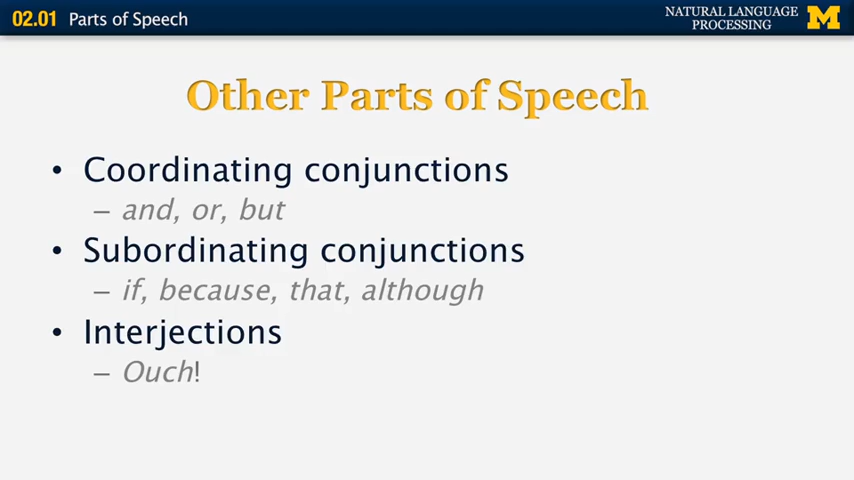 02.01 Parts of Speech
NATURAL LANGUAGE
PROCESSING
M
Other Parts of Speech
• Coordinating conjunctions
– and, or, but
• Subordinating conjunctions
– if, because, that, although
• Interjections
– Ouch!